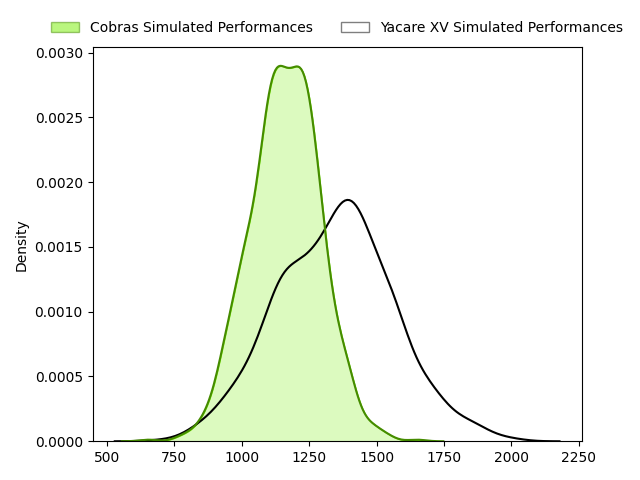 Cobras Simulated Performances
Yacare XV Simulated Performances
0.0030
0.0025
0.0020
0.0015
0.0010
0.0005
0.0000
Density
500 750 1000 1250 1500 1750 2000 2250